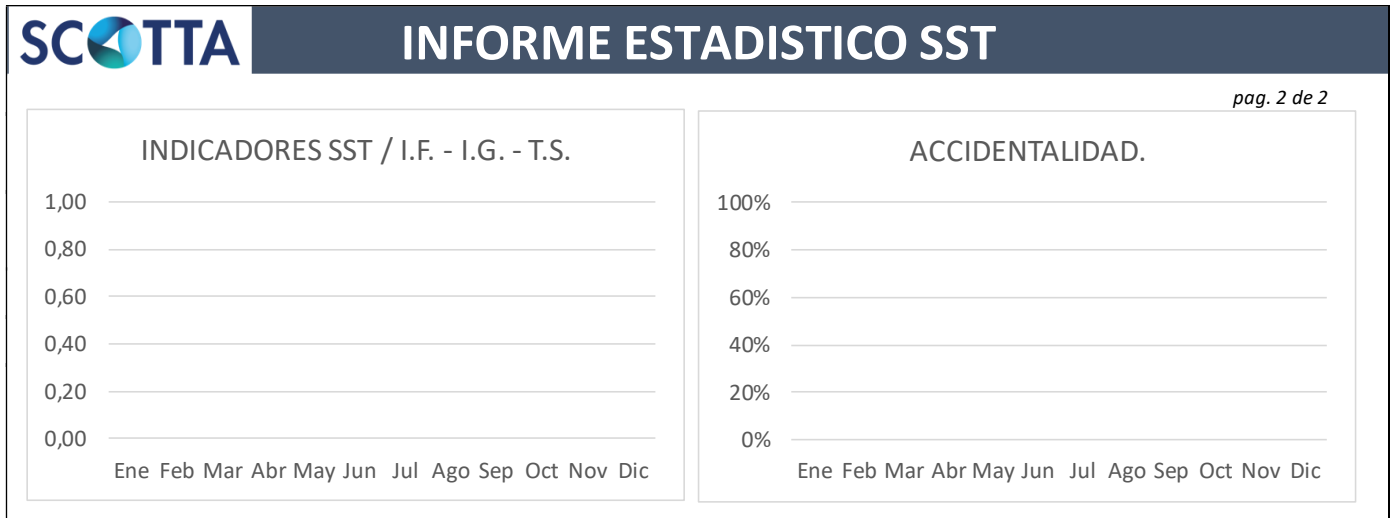 SCOTTA
INFORME ESTADISTICO SST
pag. 2 de 2
INDICADORES SST / I.F. - I.G. - T.S.
1,00
0,80
0,60
0,40
0,20
0,00
Ene Feb Mar Abr May Jun Jul Ago Sep Oct Nov Dic
ACCIDENTALIDAD.
100%
80%
60%
40%
20%
0%
Ene Feb Mar Abr May Jun Jul Ago Sep Oct Nov Dic